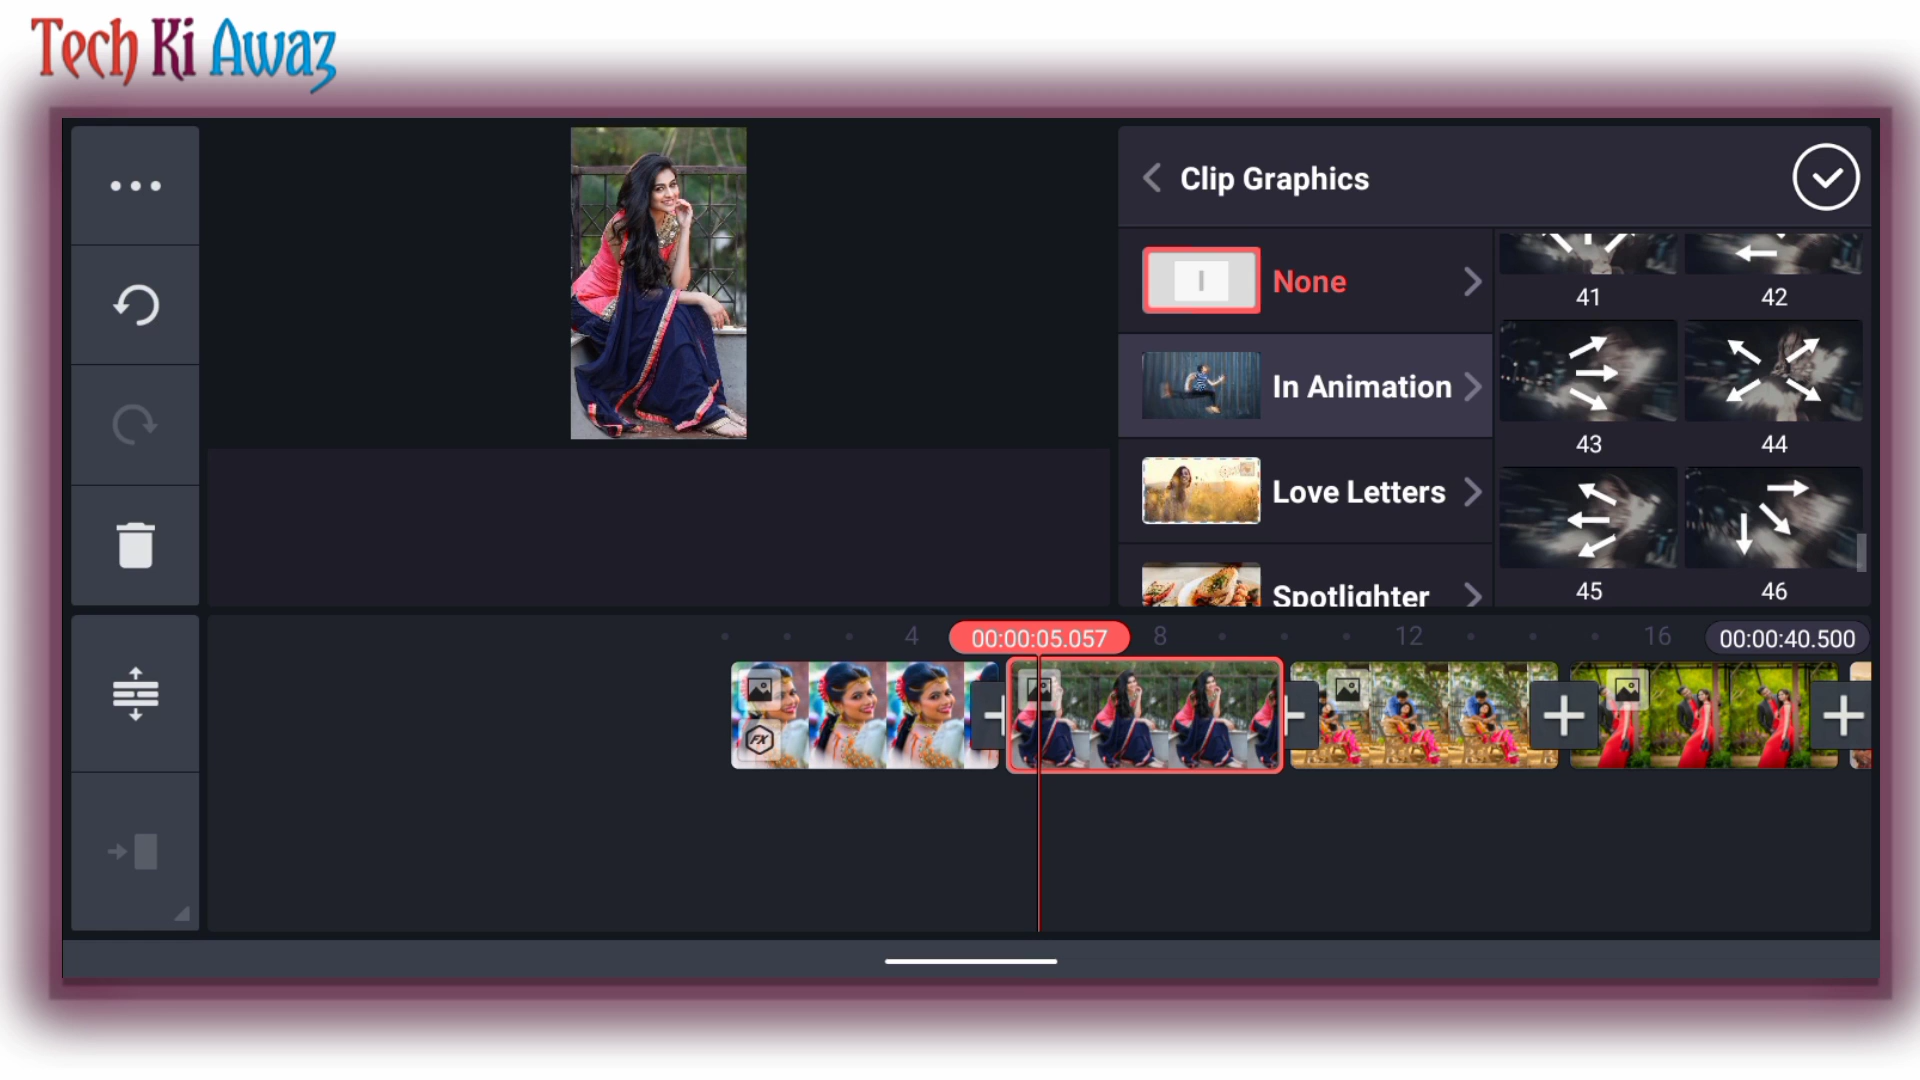 Tech Ki Awaz
Clip Graphics
None
In Animation
Love Letters
Spotlighter
41
42
43
44
45
46
4
00:00:05.057
8
12
16
00:00:40.500
FX